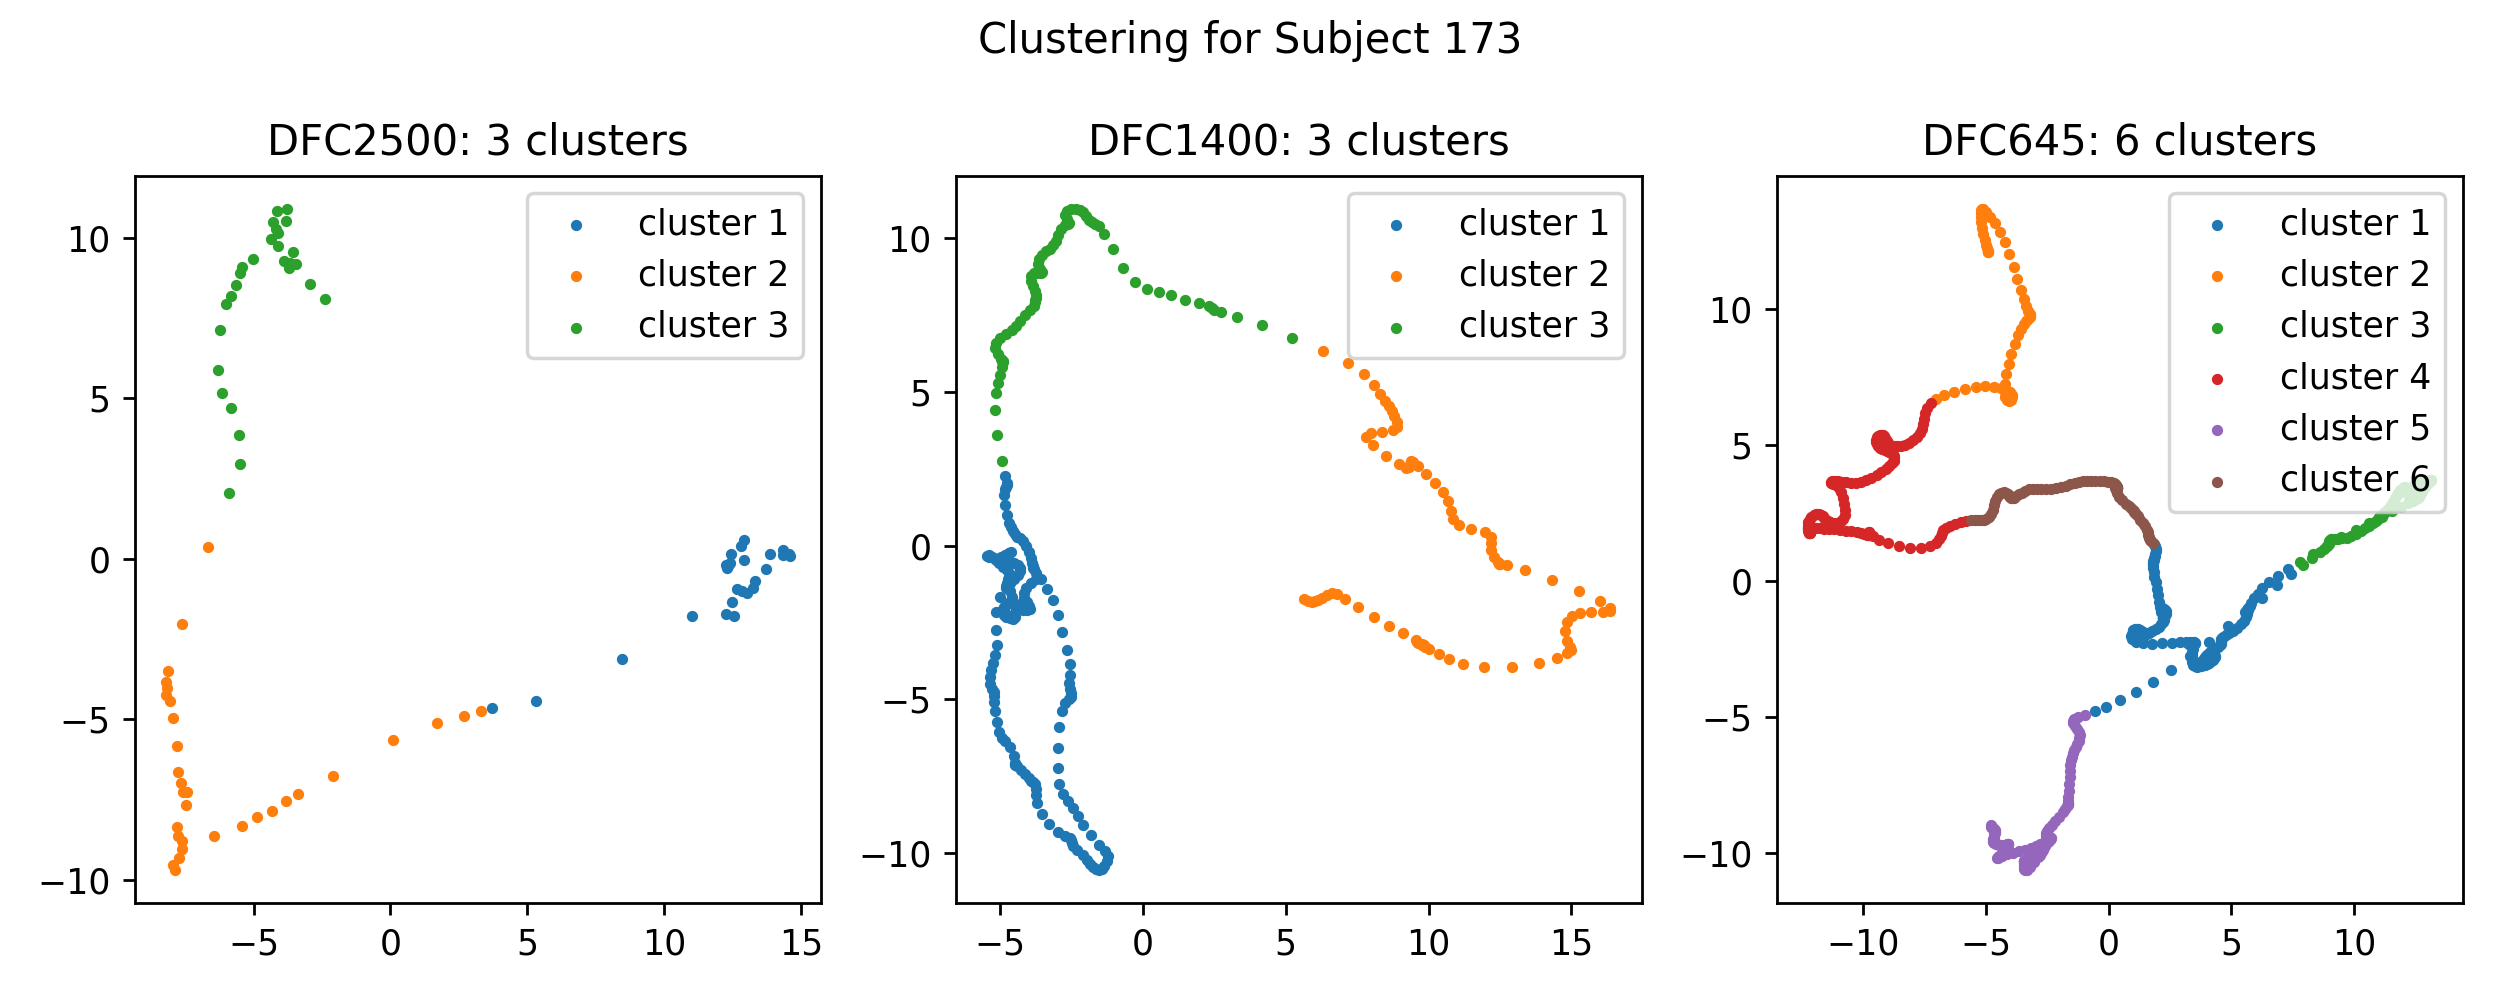 Clustering for Subject 173
DFC2500: 3 clusters
10
5
0
−5
−10
−5
0
5
10
15
cluster 1
cluster 2
cluster 3
DFC1400: 3 clusters
10
5
0
−5
−10
−5
0
5
10
15
cluster 1
cluster 2
cluster 3
DFC645: 6 clusters
10
5
0
−5
−10
−10
−5
0
5
10
cluster 1
cluster 2
cluster 3
cluster 4
cluster 5
cluster 6